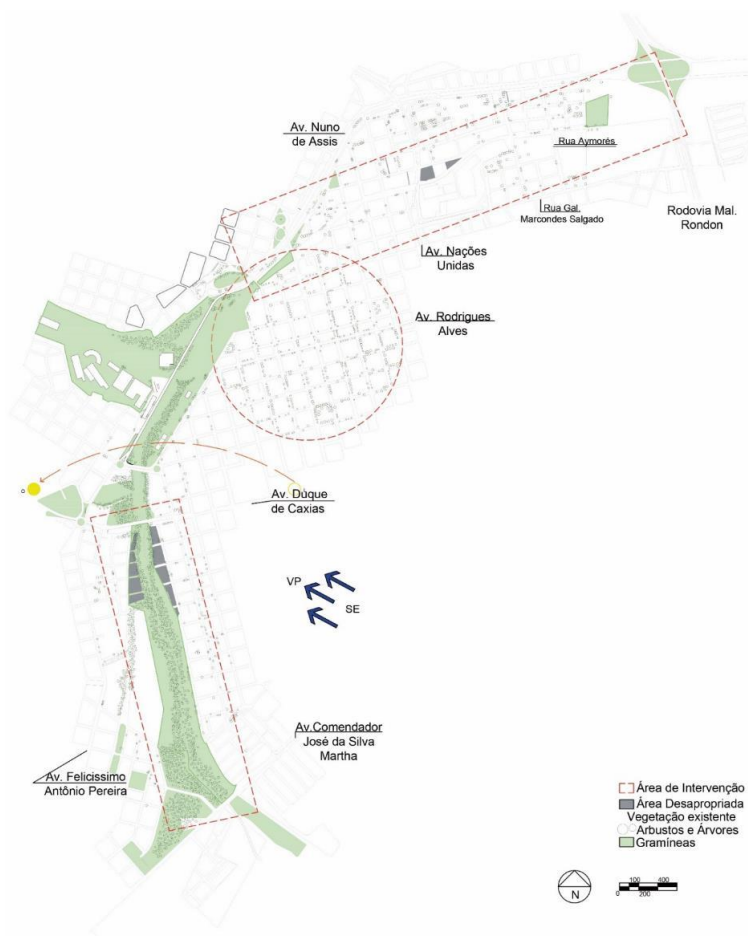 Av. Nuno
de Assis
Rua Aymorés
Rua Gal.
Marcondes Salgado
Rodovia Mal.
Rondon
Av. Nações
Unidas
Av. Rodrigues
Alves
o
Av. Duque
de Caxias
VP
SE
Av.Comendador
José da Silva
Martha
Av. Felicissimo
Antônio Pereira
Área de Intervenção
Área Desapropriada
Vegetação existente
Arbustos e Árvores
Gramíneas
N
100 400
0 200